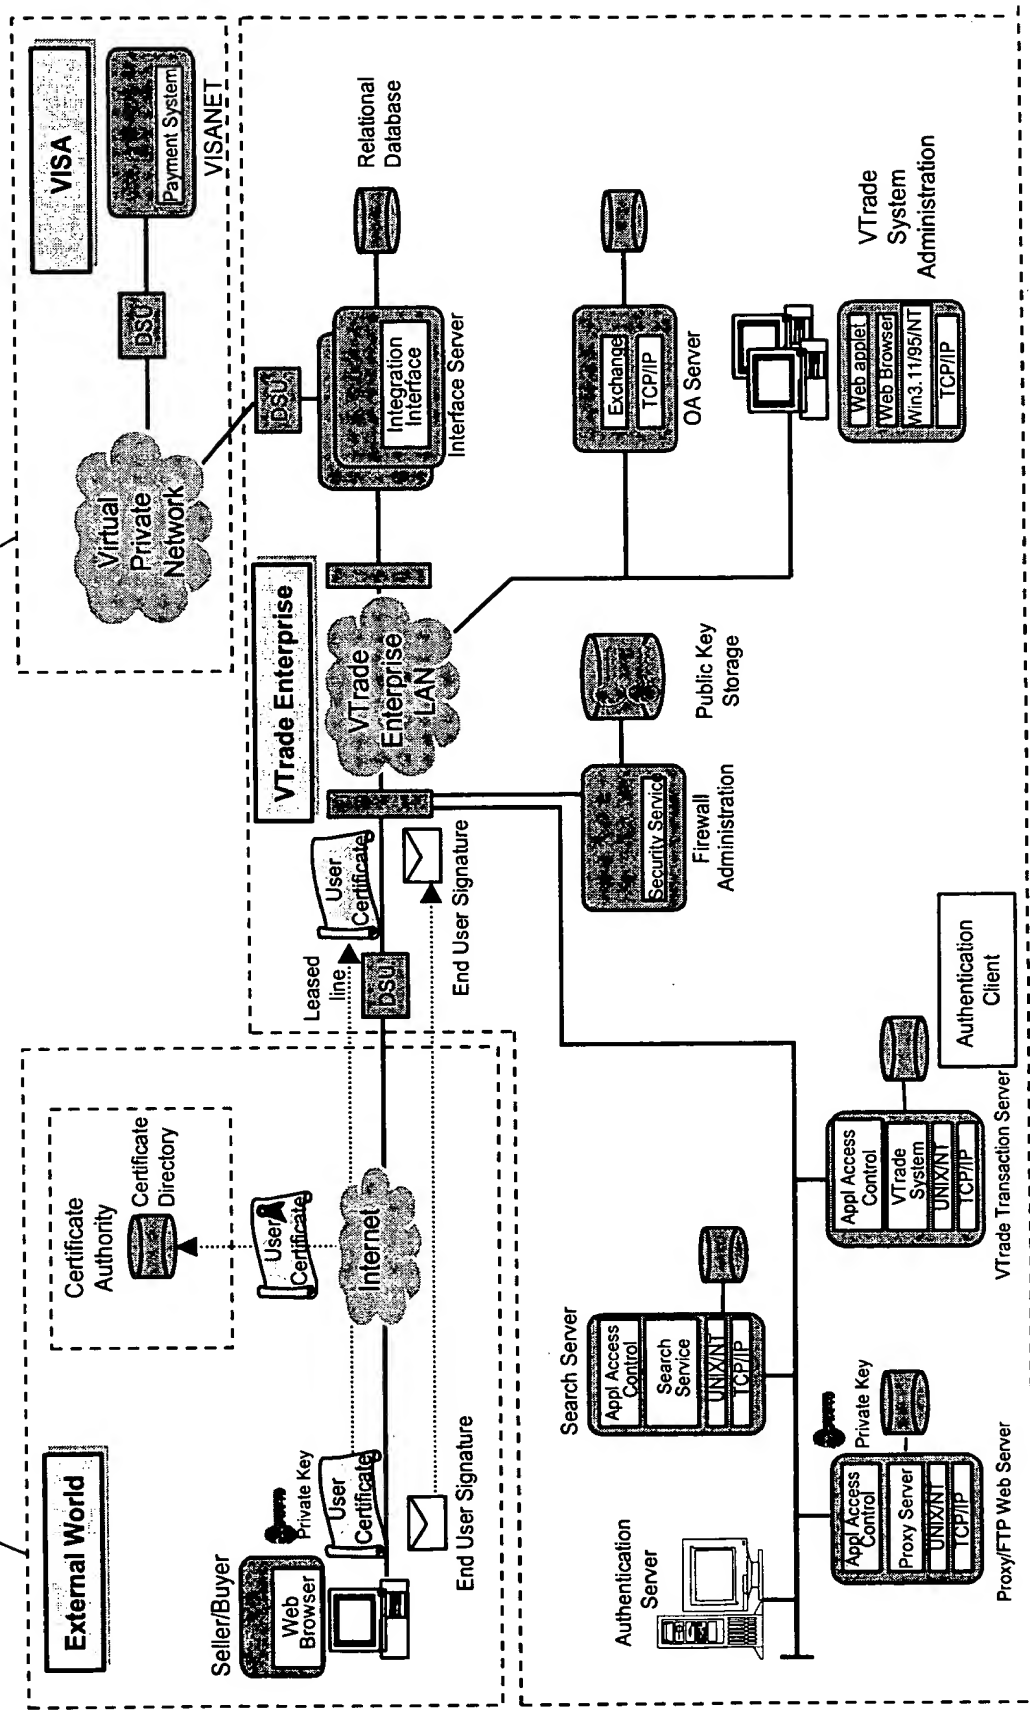 External World
Seller/Buyer
Web
Browser
Private Key
User
Certificate
End User Signature
Certificate
Authority
Certificate
Directory
User
Certificate
Internet
Leased
line
DSU
User
Certificate
End User Signature
VISA
Payment System
VISANET
DSU
Virtual
Private
Network
VTrade Enterprise
VTrade
Enterprise
LAN
DSU
Integration
Interface
Interface Server
Relational
Database
Exchange
TCP/IP
OA Server
Web applet
Web Browser
Win3.11/95/NT
TCP/IP
VTrade
System
Administration
Security Service
Firewall
Administration
Public Key
Storage
Authentication
Server
Search Server
Appl Access
Control
Search
Service
UNIX/NT
TCP/IP
Appl Access
Control
Proxy Server
UNIX/NT
TCP/IP
Private Key
Proxy/FTP Web Server
Appl Access
Control
VTrade
System
UNIX/NT
TCP/IP
VTrade Transaction Server
Authentication
Client